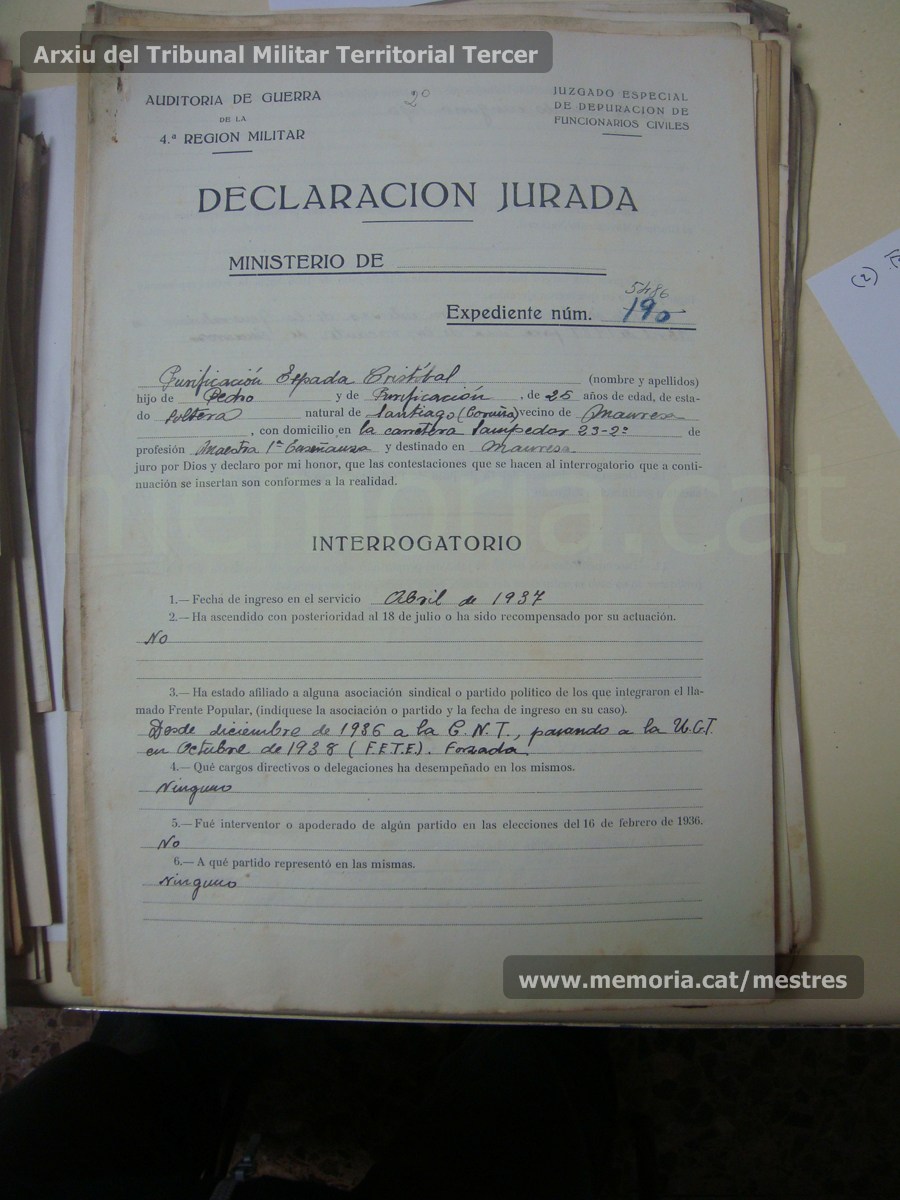 Arxiu del Tribunal Militar Territorial Tercer
AUDITORIA DE GUERRA
DE LA
4.ª REGION MILITAR
2º
JUZGADO ESPECIAL
DE DEPURACION DE
FUNCIONARIOS CIVILES
DECLARACION JURADA
MINISTERIO DE
5486
Expediente núm. 190
Purificación Espada Cristóbal (nombre y apellidos)
hijo de Pedro y de Purificación, de 25 años de edad, de esta-
do soltera natural de Santiago (Coruña) vecino de Manresa
, con domicilio en la carretera Sampedor 23-2º de
profesión Maestra 1ª Enseñanza y destinado en Manresa
juro por Dios y declaro por mi honor, que las contestaciones que se hacen al interrogatorio que a conti-
nuación se insertan son conformes a la realidad.
memoria.cat
INTERROGATORIO
1.—Fecha de ingreso en el servicio Abril de 1937
2.—Ha ascendido con posterioridad al 18 de julio o ha sido recompensado por su actuación.
No
3.—Ha estado afiliado a alguna asociación sindical o partido político de los que integraron el lla-
mado Frente Popular, (indíquese la asociación o partido y la fecha de ingreso en su caso).
Desde diciembre de 1936 a la C.N.T., pasando a la U.G.T.
en Octubre de 1938 (F.E.T.E). Forzada
4.—Qué cargos directivos o delegaciones ha desempeñado en los mismos.
Ninguno
5.—Fué interventor o apoderado de algún partido en las elecciones del 16 de febrero de 1936.
No
6.—A qué partido representó en las mismas.
Ninguno
www.memoria.cat/mestres
(2)